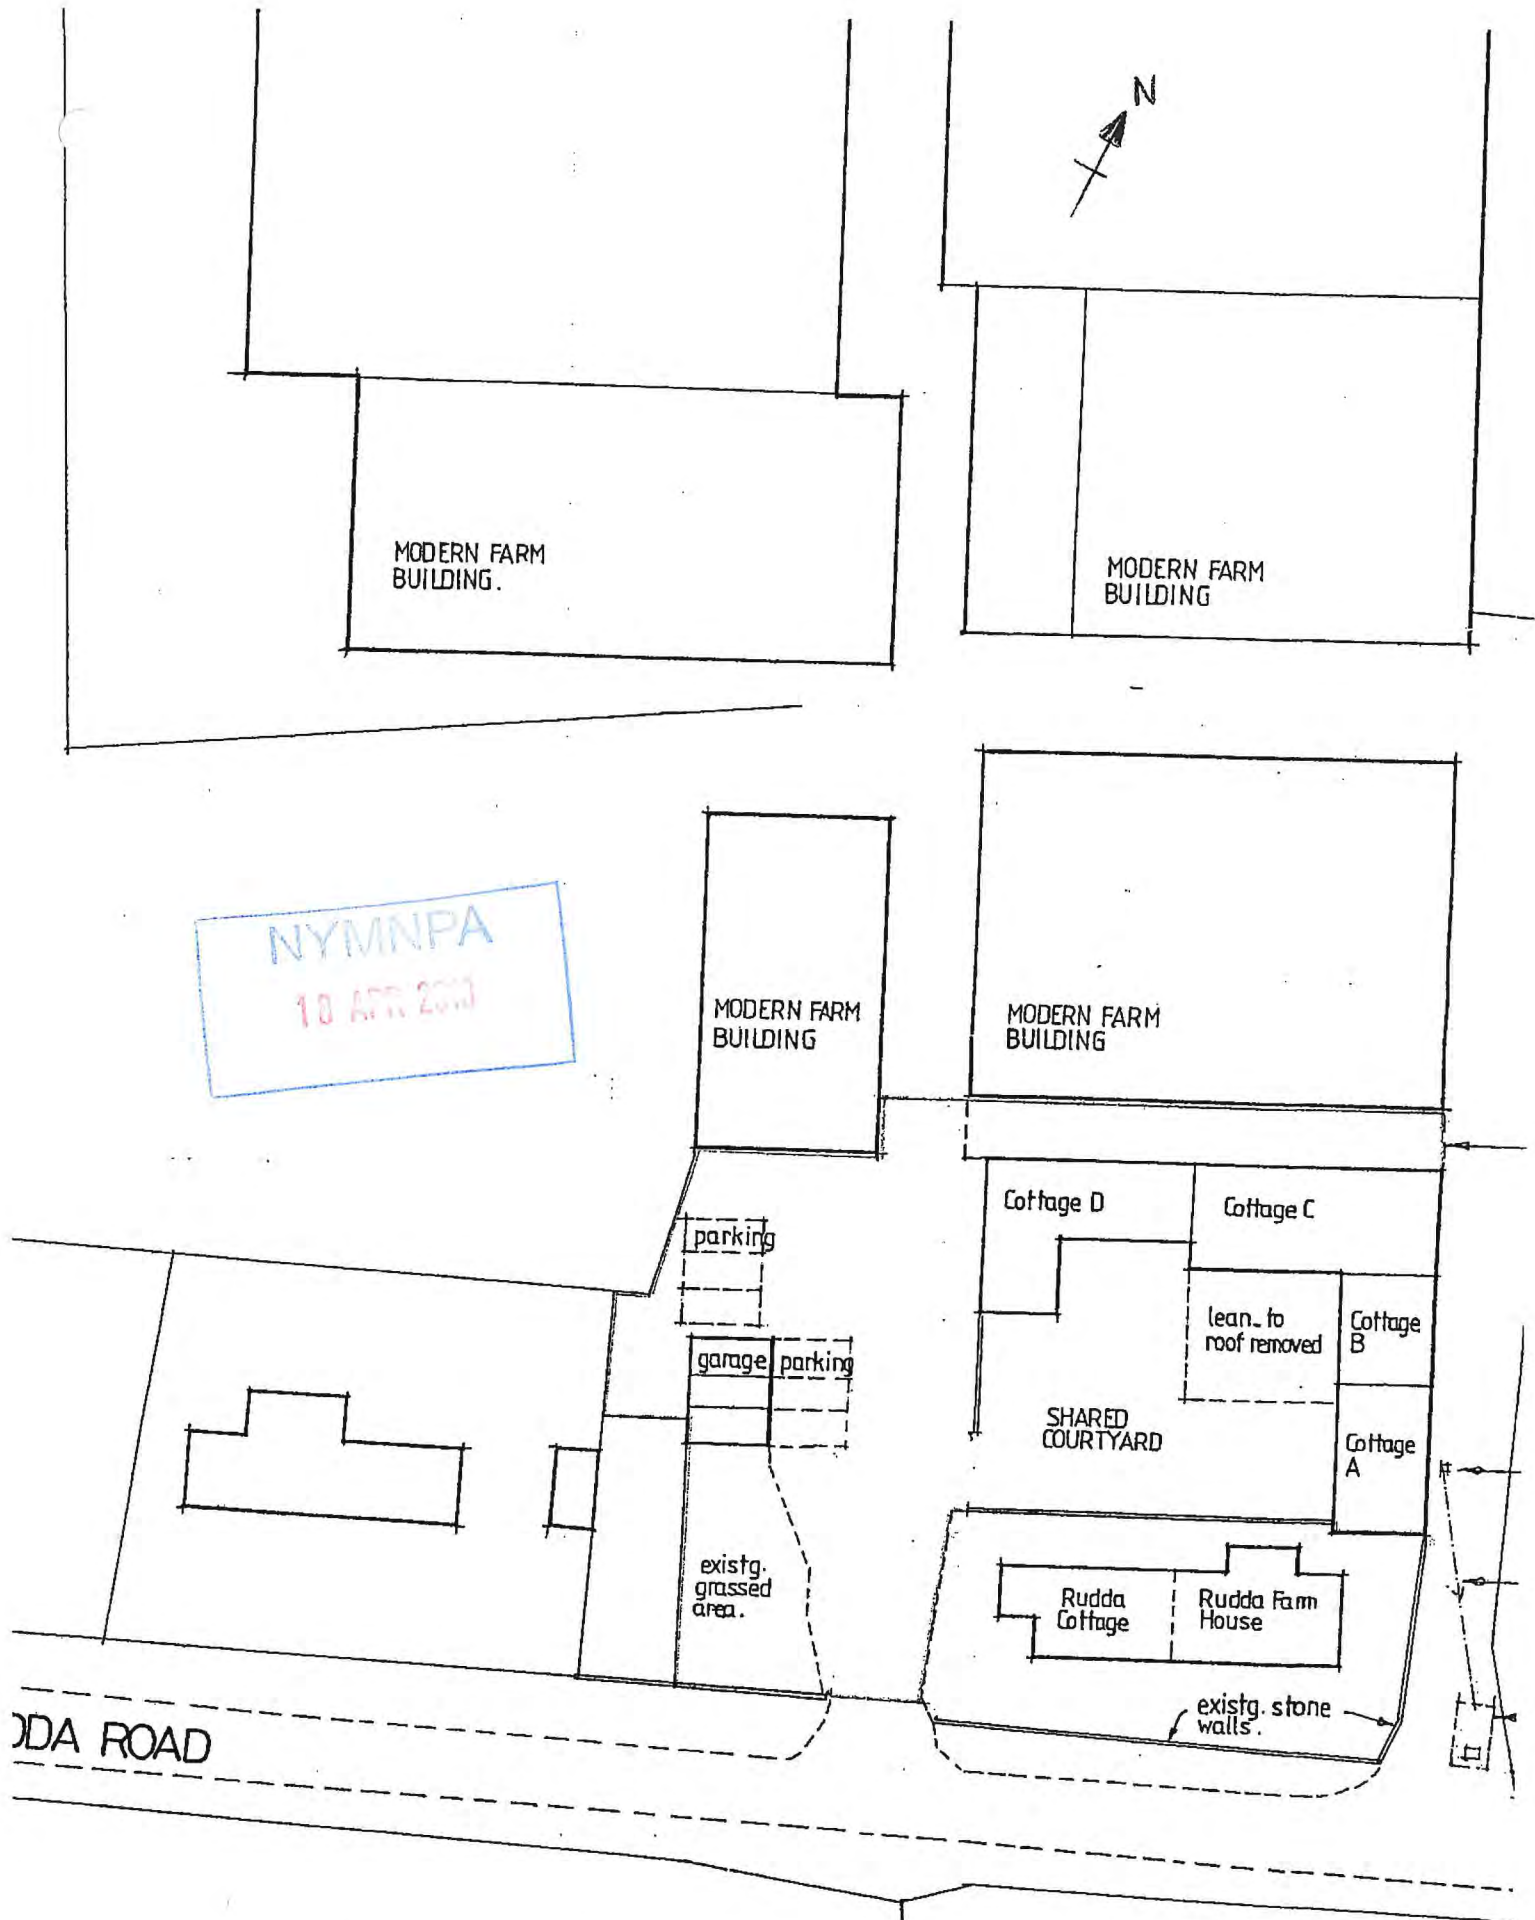 N
MODERN FARM
BUILDING.
MODERN FARM
BUILDING
NYMNPA
MODERN FARM
BUILDING
MODERN FARM
BUILDING
Cottage D
Cottage C
parking
lean-to
roof removed
Cottage
B
garage
parking
SHARED
COURTYARD
Cottage
A
existg.
grassed
area.
Rudda
Cottage
Rudda Farm
House
existg. stone
walls.
DDA ROAD